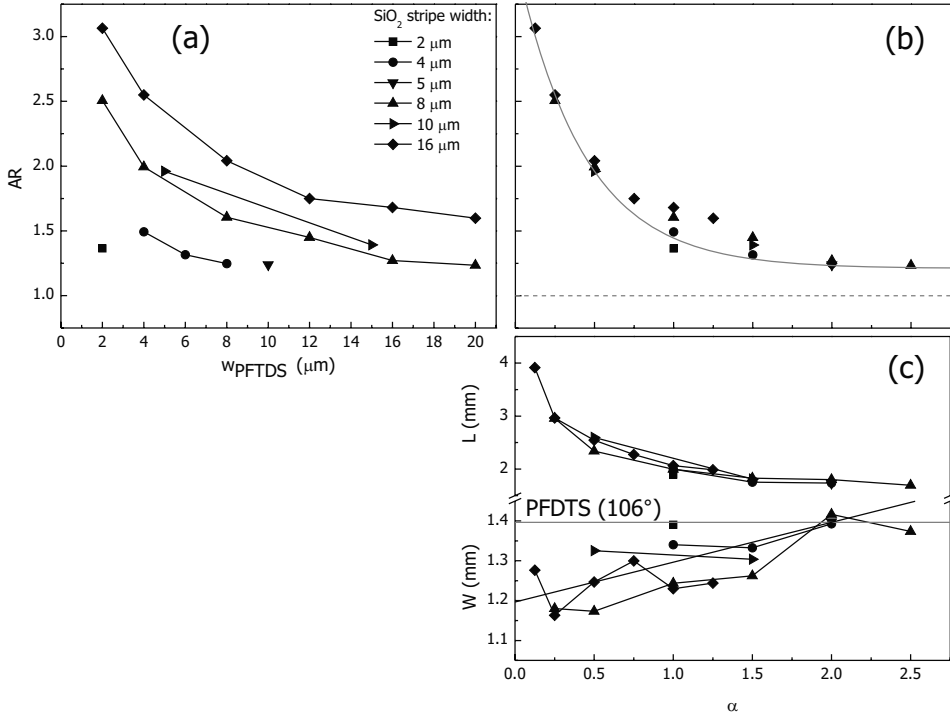 (a)
SiO2 stripe width:
2 μm
4 μm
5 μm
8 μm
10 μm
16 μm
AR
3.0
2.5
2.0
1.5
1.0
0 2 4 6 8 10 12 14 16 18 20
wPFTDS (μm)
(b)
(c)
L (mm)
4
3
2
PFDTS (106°)
W (mm)
1.4
1.3
1.2
1.1
0.0 0.5 1.0 1.5 2.0 2.5
α